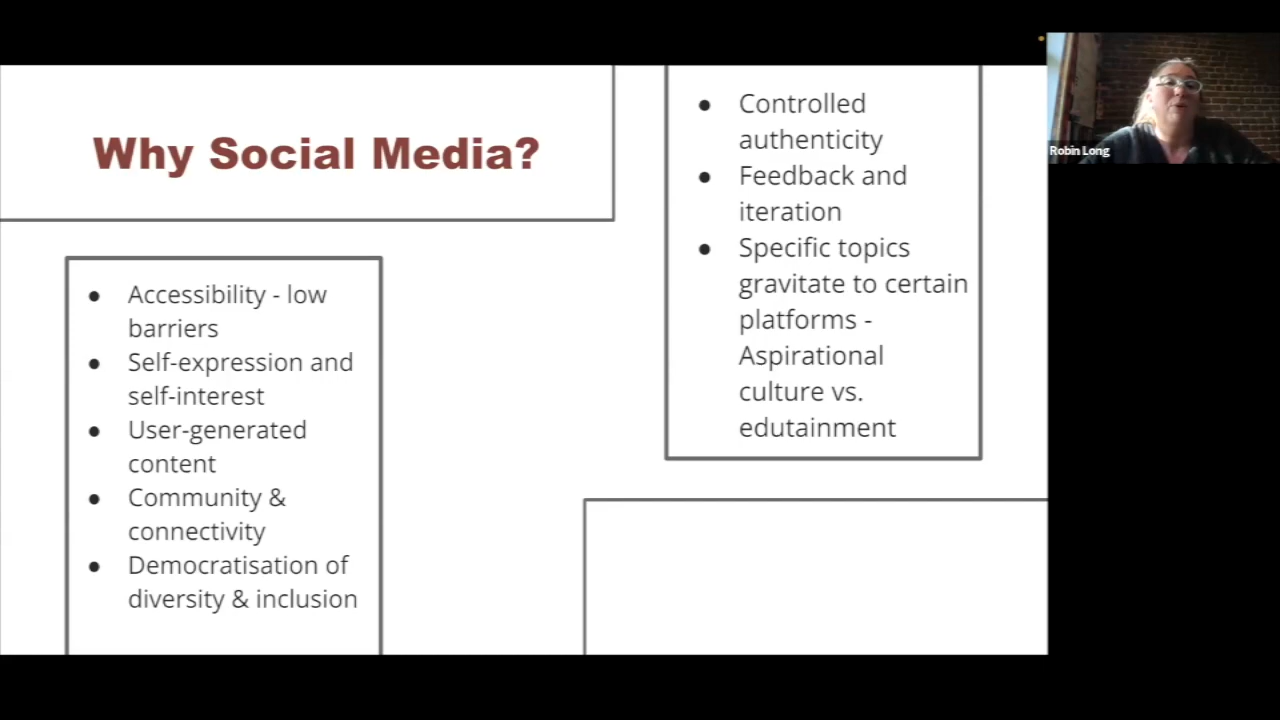 Why Social Media?
● Accessibility - low
barriers
● Self-expression and
self-interest
● User-generated
content
● Community &
connectivity
● Democratisation of
diversity & inclusion
● Controlled
authenticity
● Feedback and
iteration
● Specific topics
gravitate to certain
platforms -
Aspirational
culture vs.
edutainment
Robin Long